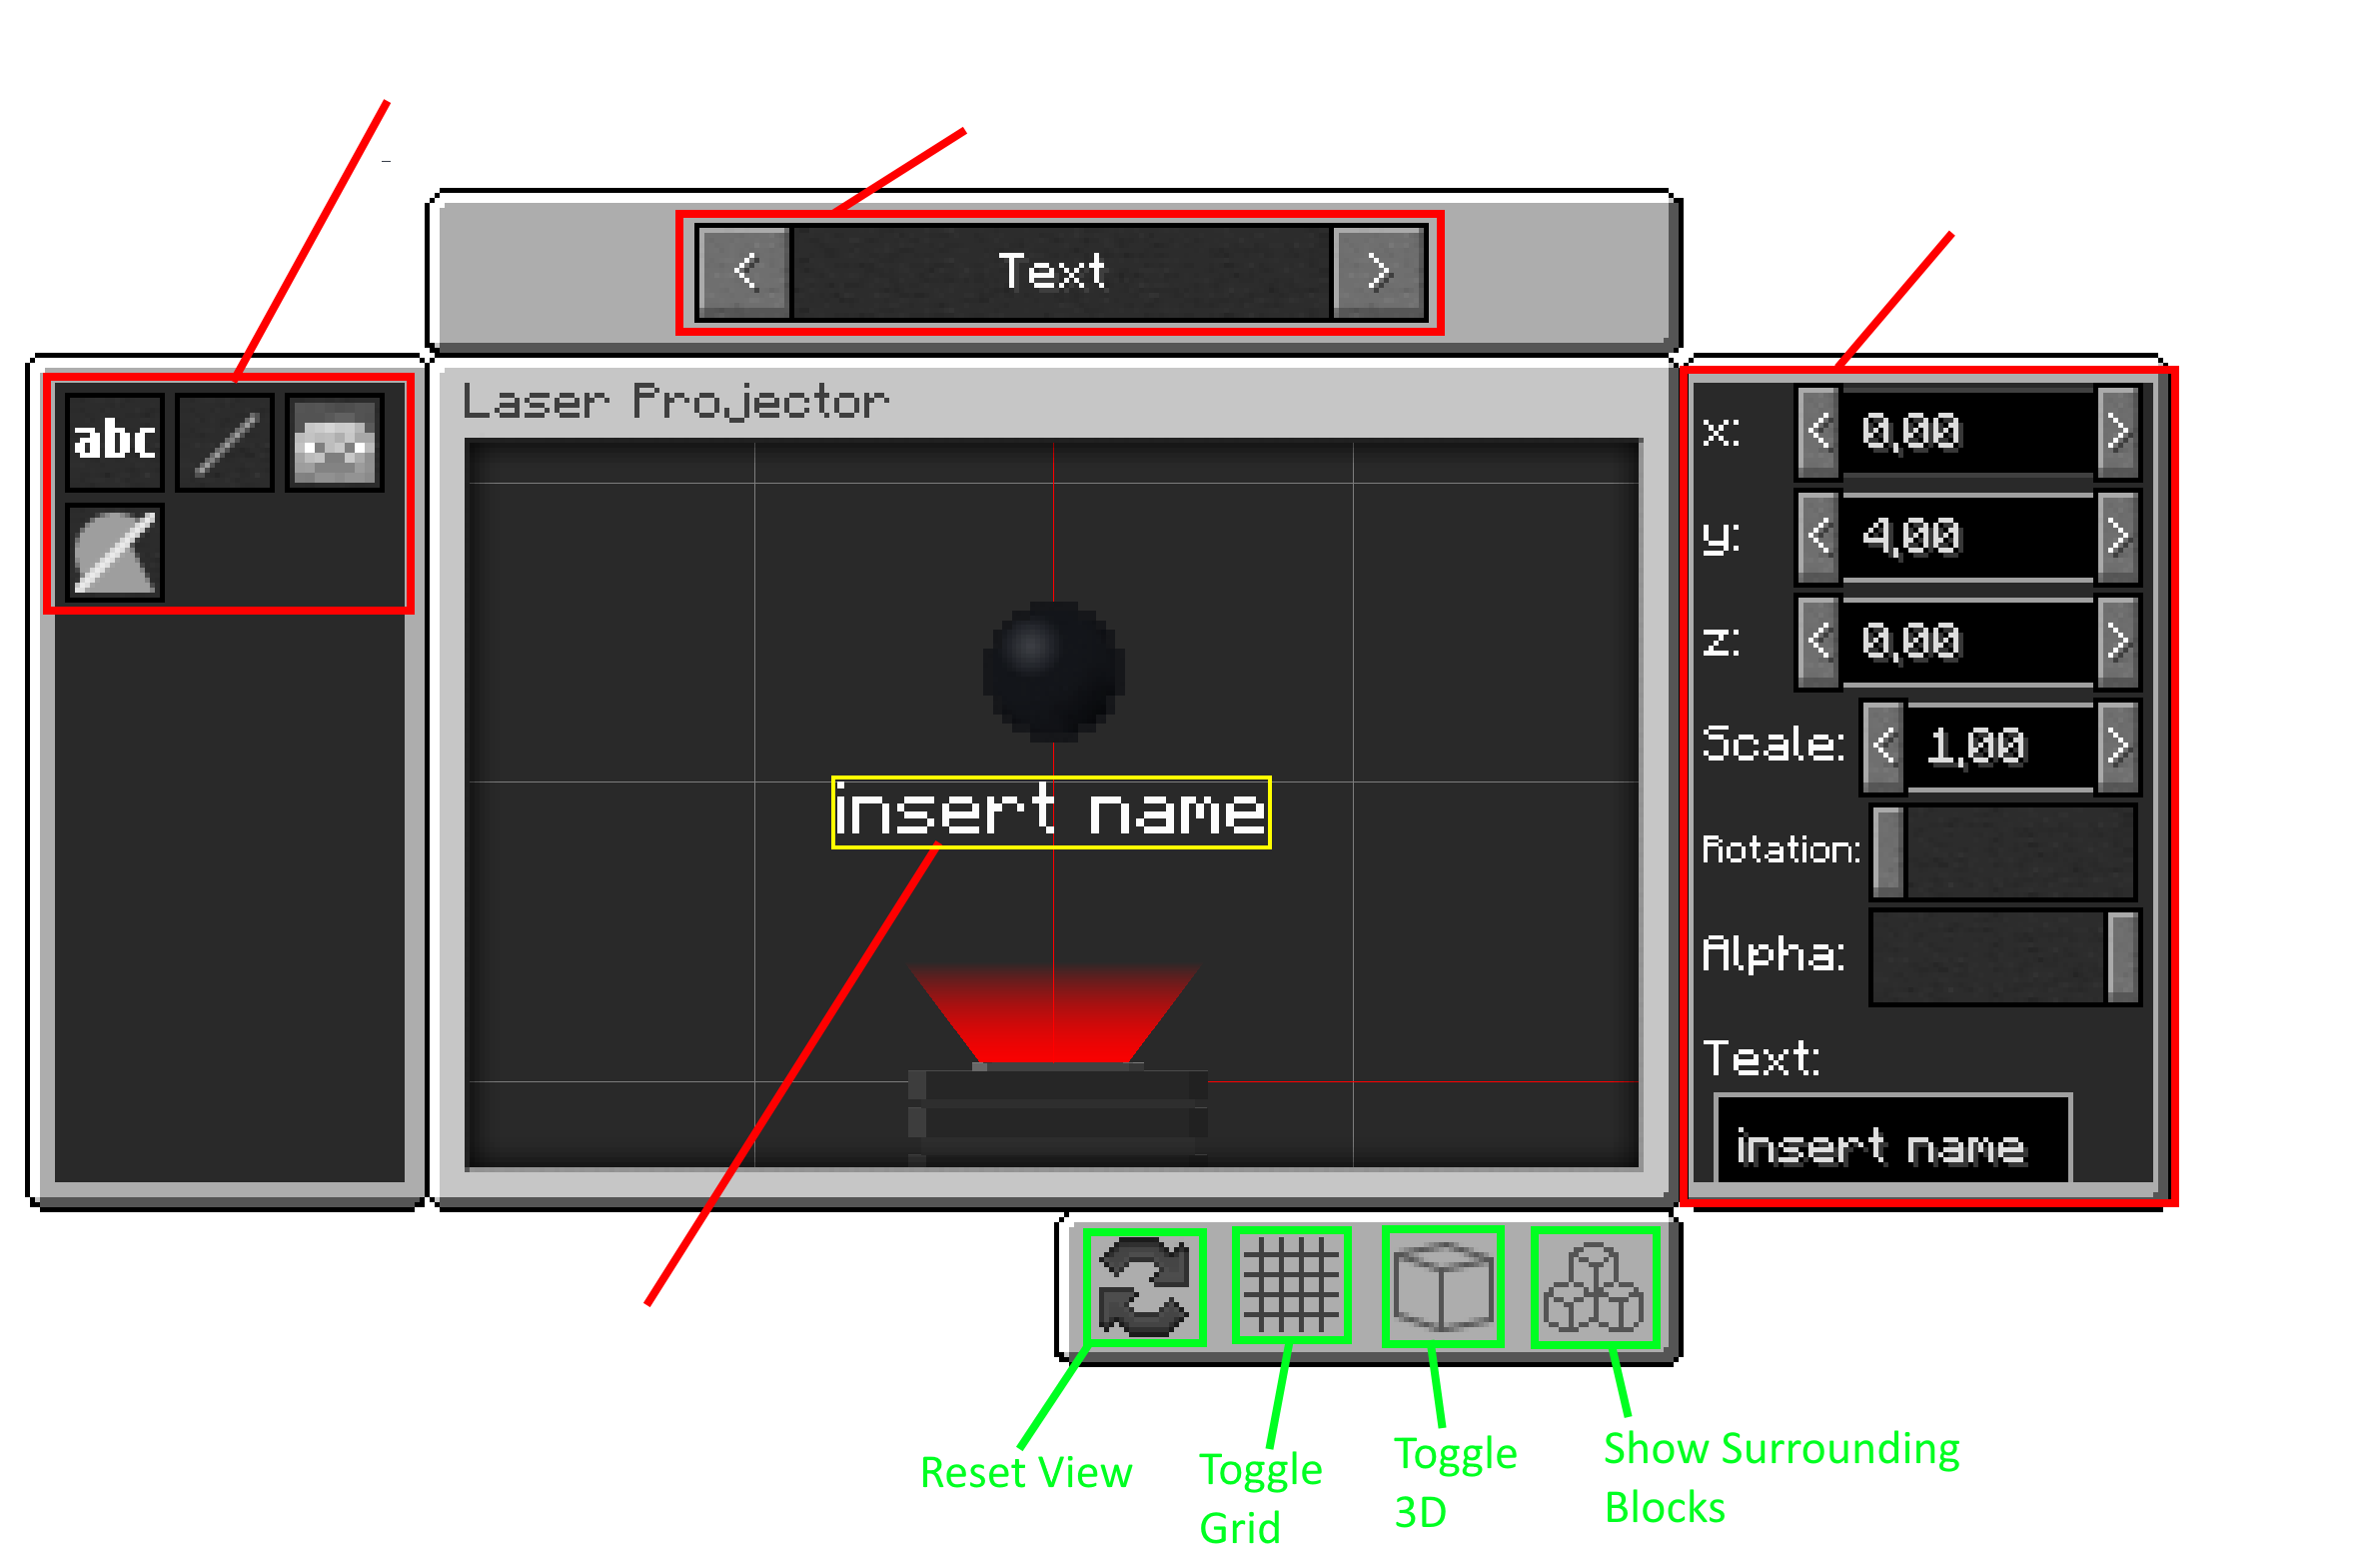 < Text >
abc
Laser Projector
insert name
x: < 0,00 >
y: < 4,00 >
z: < 0,00 >
Scale: < 1,00 >
Rotation:
Alpha:
Text:
insert name
Reset View
Toggle
Grid
Toggle
3D
Show Surrounding
Blocks